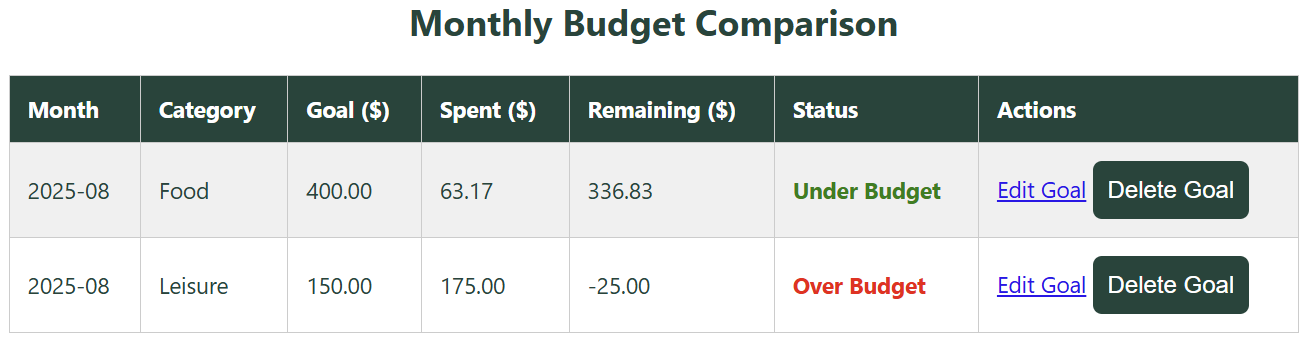 Monthly Budget Comparison
Month Category Goal ($) Spent ($) Remaining ($) Status Actions
2025-08 Food 400.00 63.17 336.83 Under Budget Edit Goal Delete Goal
2025-08 Leisure 150.00 175.00 -25.00 Over Budget Edit Goal Delete Goal